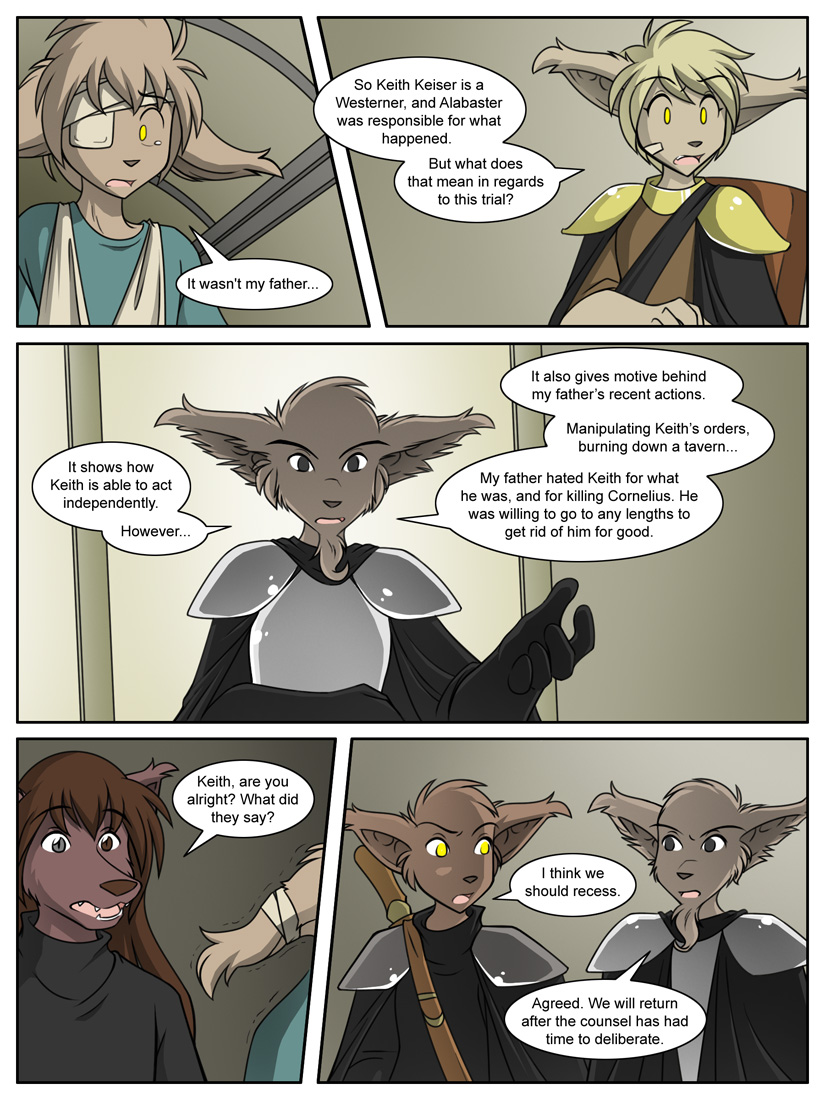 It wasn't my father...
So Keith Keiser is a
Westerner, and Alabaster
was responsible for what
happened.
But what does
that mean in regards
to this trial?
It shows how
Keith is able to act
independently.
However...
It also gives motive behind
my father's recent actions.
Manipulating Keith's orders,
burning down a tavern...
My father hated Keith for what
he was, and for killing Cornelius. He
was willing to go to any lengths to
get rid of him for good.
Keith, are you
alright? What did
they say?
I think we
should recess.
Agreed. We will return
after the counsel has had
time to deliberate.